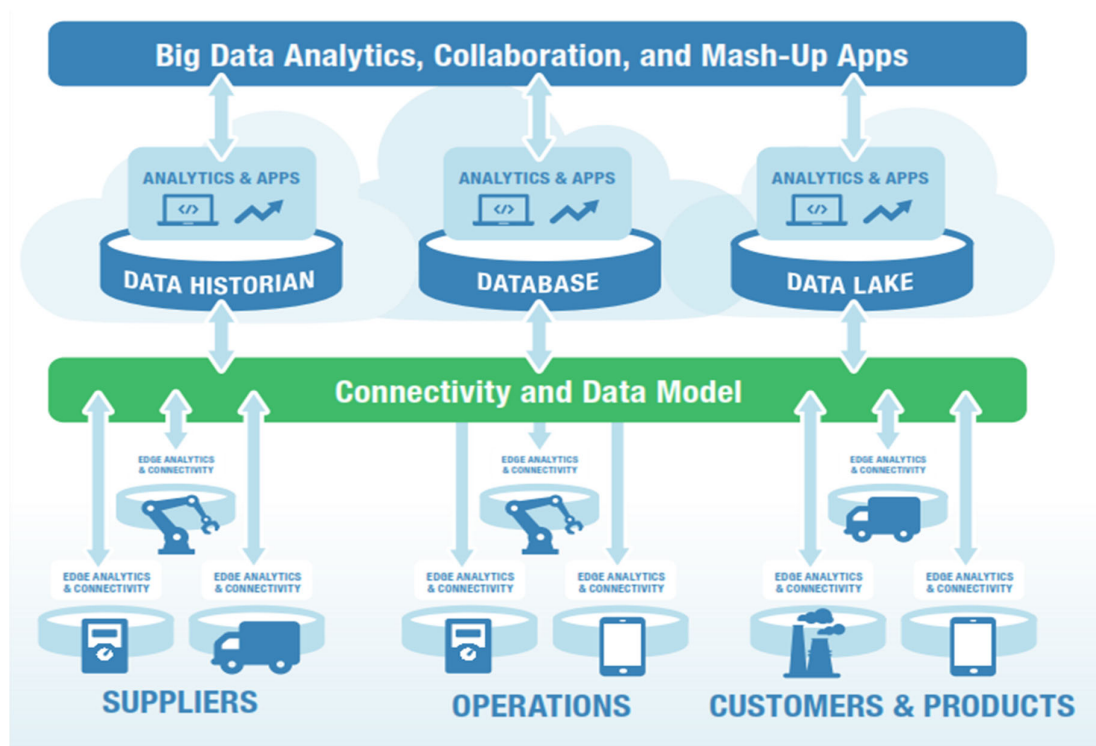 Big Data Analytics, Collaboration, and Mash-Up Apps
ANALYTICS & APPS
</>
DATA HISTORIAN
ANALYTICS & APPS
</>
DATABASE
ANALYTICS & APPS
</>
DATA LAKE
Connectivity and Data Model
EDGE ANALYTICS
& CONNECTIVITY
EDGE ANALYTICS
& CONNECTIVITY
EDGE ANALYTICS
& CONNECTIVITY
SUPPLIERS
EDGE ANALYTICS
& CONNECTIVITY
EDGE ANALYTICS
& CONNECTIVITY
EDGE ANALYTICS
& CONNECTIVITY
OPERATIONS
EDGE ANALYTICS
& CONNECTIVITY
EDGE ANALYTICS
& CONNECTIVITY
EDGE ANALYTICS
& CONNECTIVITY
CUSTOMERS & PRODUCTS